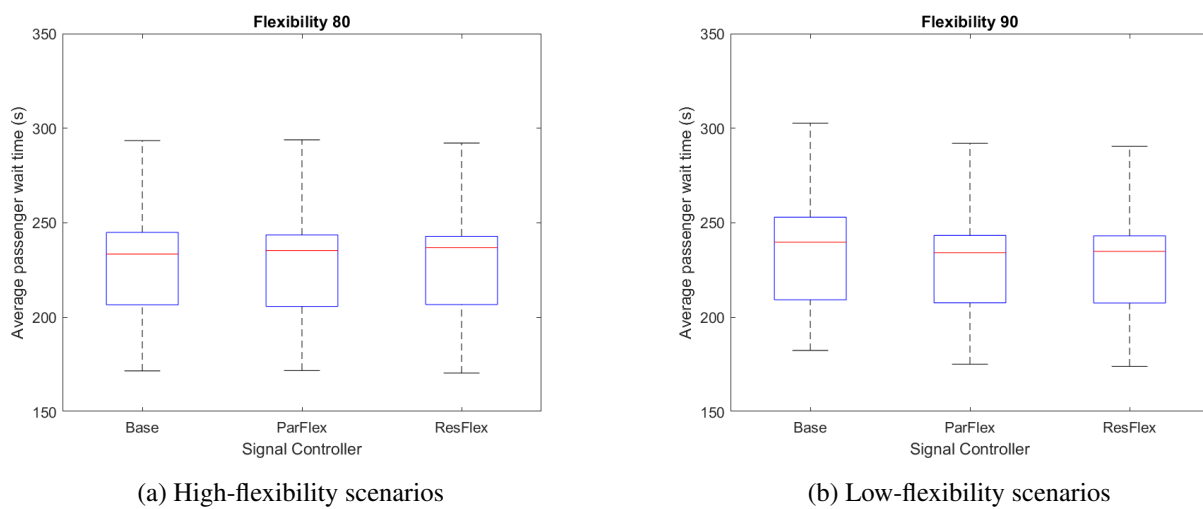 Flexibility 80
350
300
250
200
150
Average passenger wait time (s)
Base
ParFlex
ResFlex
Signal Controller
(a) High-flexibility scenarios
Flexibility 90
350
300
250
200
150
Average passenger wait time (s)
Base
ParFlex
ResFlex
Signal Controller
(b) Low-flexibility scenarios